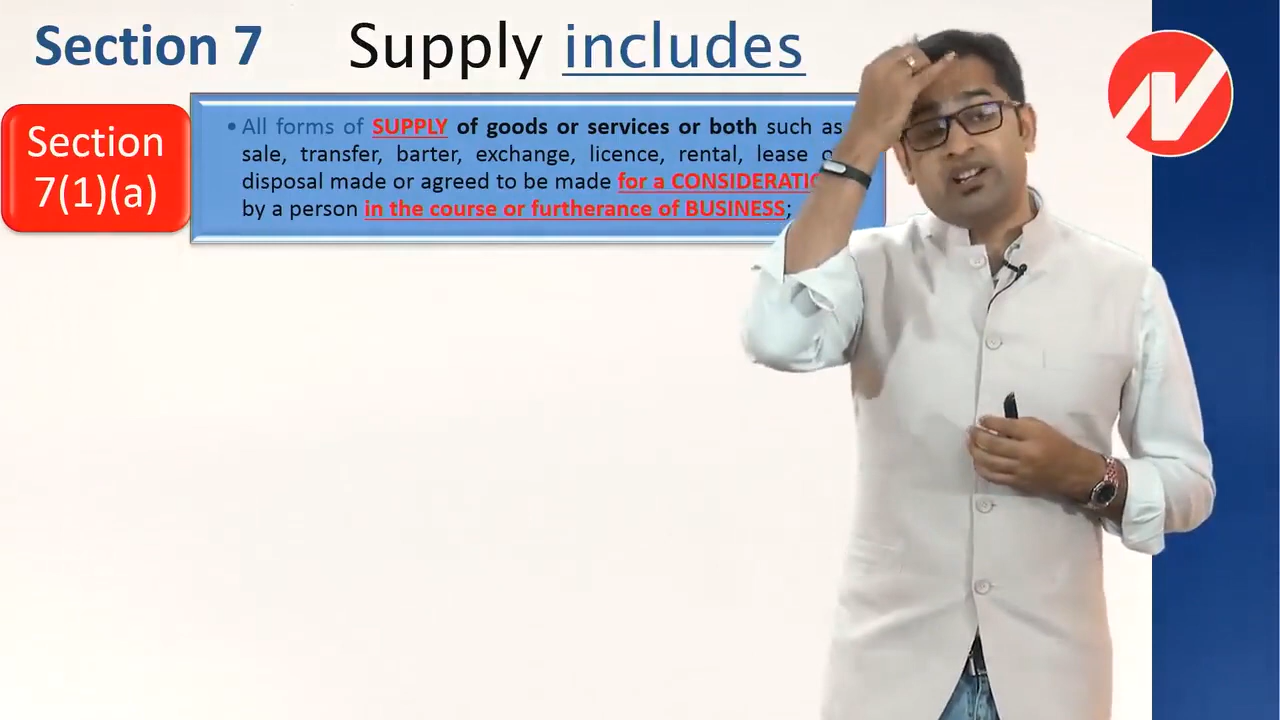 Section 7
Supply includes
Section
7(1)(a)
• All forms of SUPPLY of goods or services or both such as
sale, transfer, barter, exchange, licence, rental, lease
disposal made or agreed to be made for a
by a person in the course or furtherance of BUSINESS;